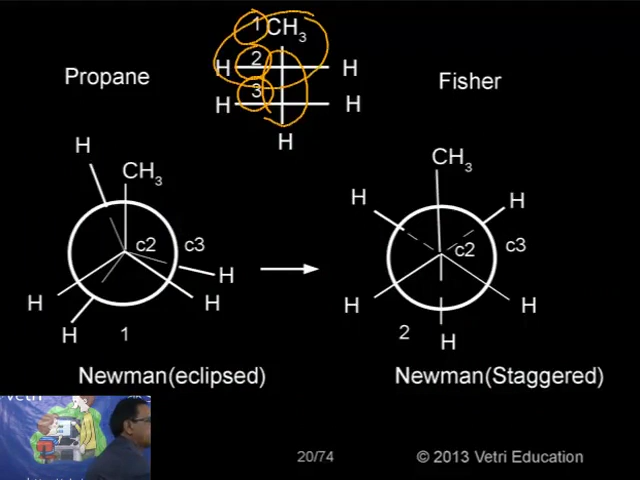 1 CH3
Propane
H 2 H
Fisher
H 3 H
H
H
CH3
c2
c3
H
H
H
H
1
Newman(eclipsed)
CH3
H
H
c2
c3
H
H
H
2
Newman(Staggered)
20/74
© 2013 Vetri Education